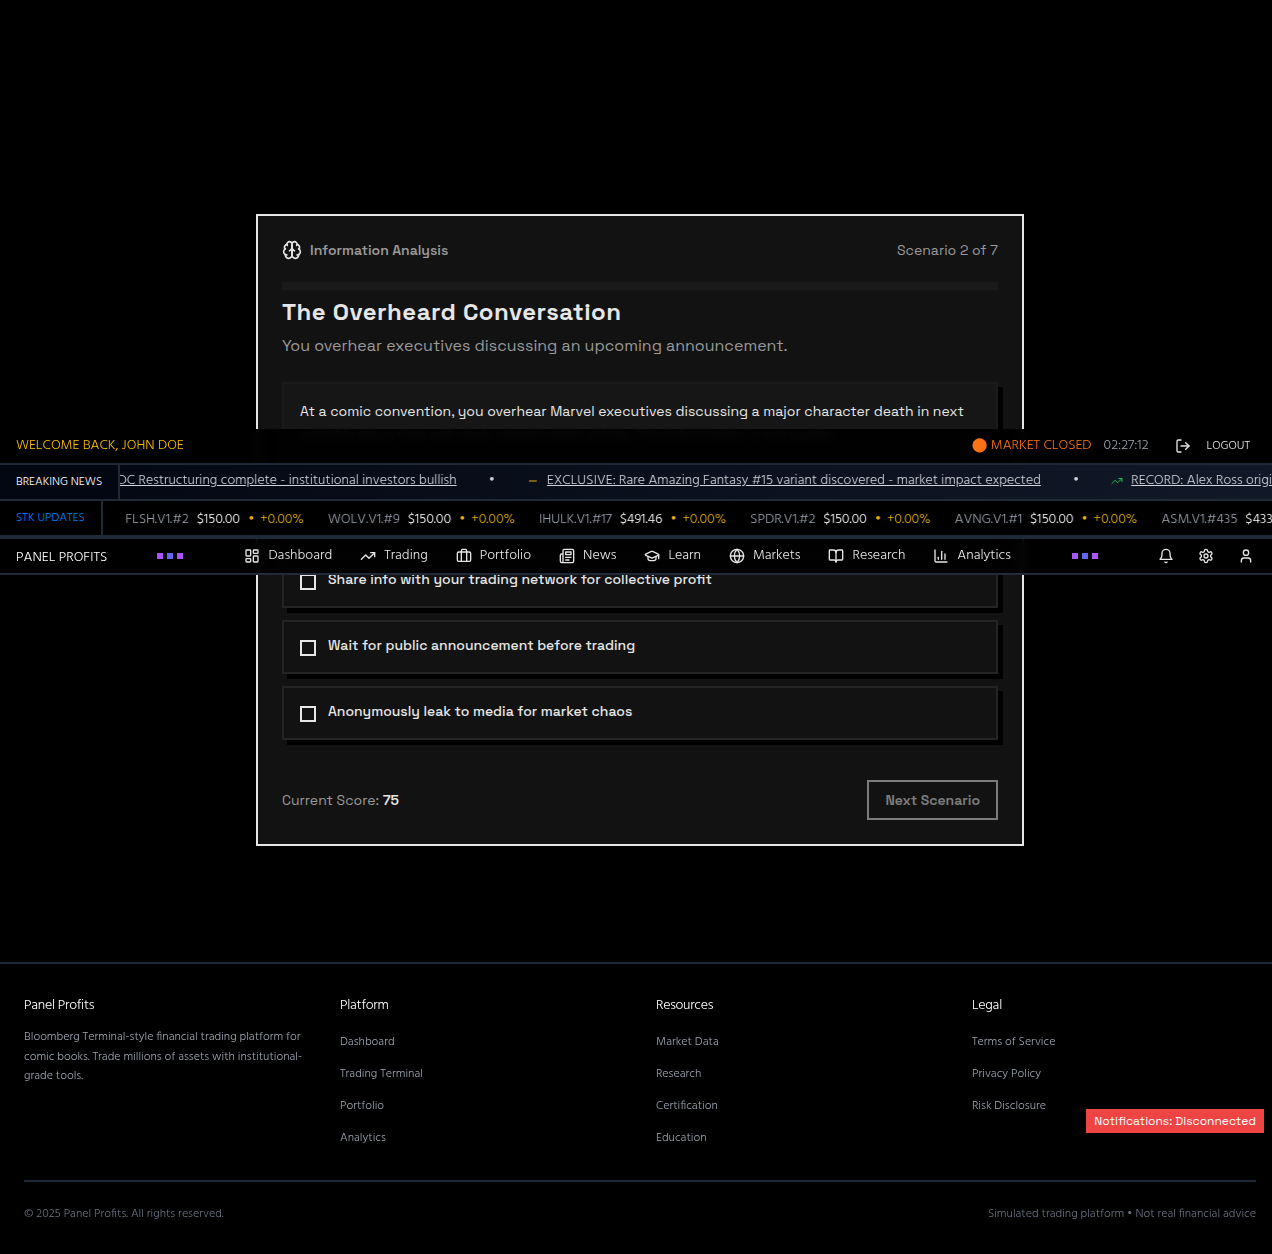 Information Analysis
Scenario 2 of 7
The Overheard Conversation
You overhear executives discussing an upcoming announcement.
At a comic convention, you overhear Marvel executives discussing a major character death in next
WELCOME BACK, JOHN DOE
MARKET CLOSED 02:27:12 LOGOUT
BREAKING NEWS
DC Restructuring complete - institutional investors bullish • EXCLUSIVE: Rare Amazing Fantasy #15 variant discovered - market impact expected • RECORD: Alex Ross origi
STK UPDATES
FLSH.V1.#2 $150.00 • +0.00% WOLV.V1.#9 $150.00 • +0.00% IHULK.V1.#17 $491.46 • +0.00% SPDR.V1.#2 $150.00 • +0.00% AVNG.V1.#1 $150.00 • +0.00% ASM.V1.#435 $433
PANEL PROFITS
Dashboard Trading Portfolio News Learn Markets Research Analytics
Share info with your trading network for collective profit
Wait for public announcement before trading
Anonymously leak to media for market chaos
Current Score: 75
Next Scenario
Panel Profits
Bloomberg Terminal-style financial trading platform for
comic books. Trade millions of assets with institutional-
grade tools.
Platform
Dashboard
Trading Terminal
Portfolio
Analytics
Resources
Market Data
Research
Certification
Education
Legal
Terms of Service
Privacy Policy
Risk Disclosure
Notifications: Disconnected
© 2025 Panel Profits. All rights reserved.
Simulated trading platform • Not real financial advice